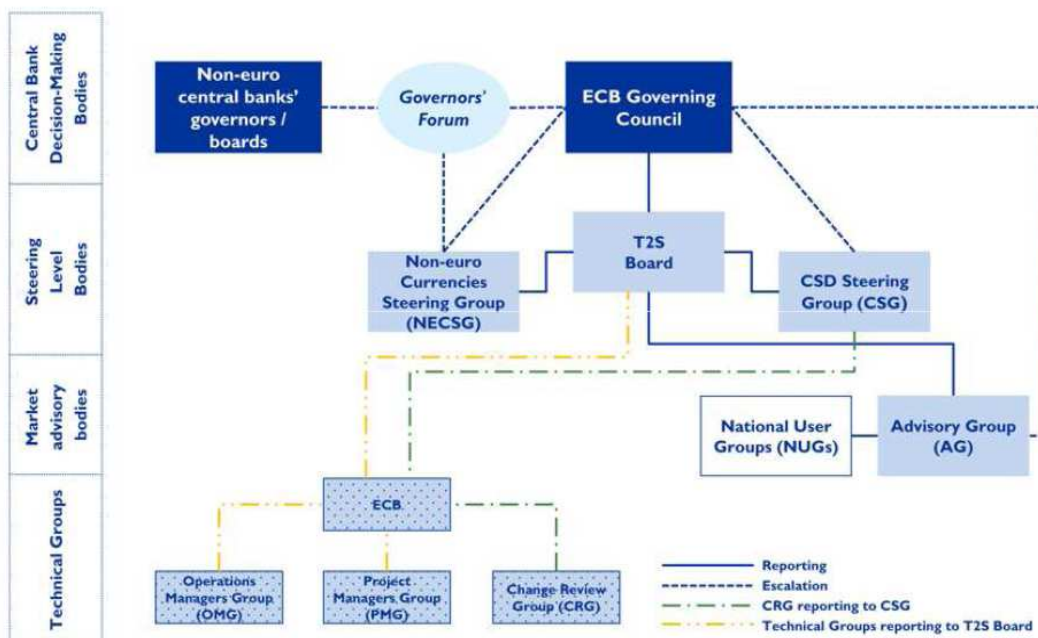 Central Bank
Decision-Making
Bodies
Non-euro
central banks'
governors /
boards
Governors'
Forum
ECB Governing
Council
Steering
Level
Bodies
Non-euro
Currencies
Steering Group
(NECSG)
T2S
Board
CSD Steering
Group (CSG)
Market
advisory
bodies
National User
Groups (NUGs)
Advisory Group
(AG)
Technical Groups
ECB
Operations
Managers Group
(OMG)
Project
Managers Group
(PMG)
Change Review
Group (CRG)
Reporting
Escalation
CRG reporting to CSG
Technical Groups reporting to T2S Board